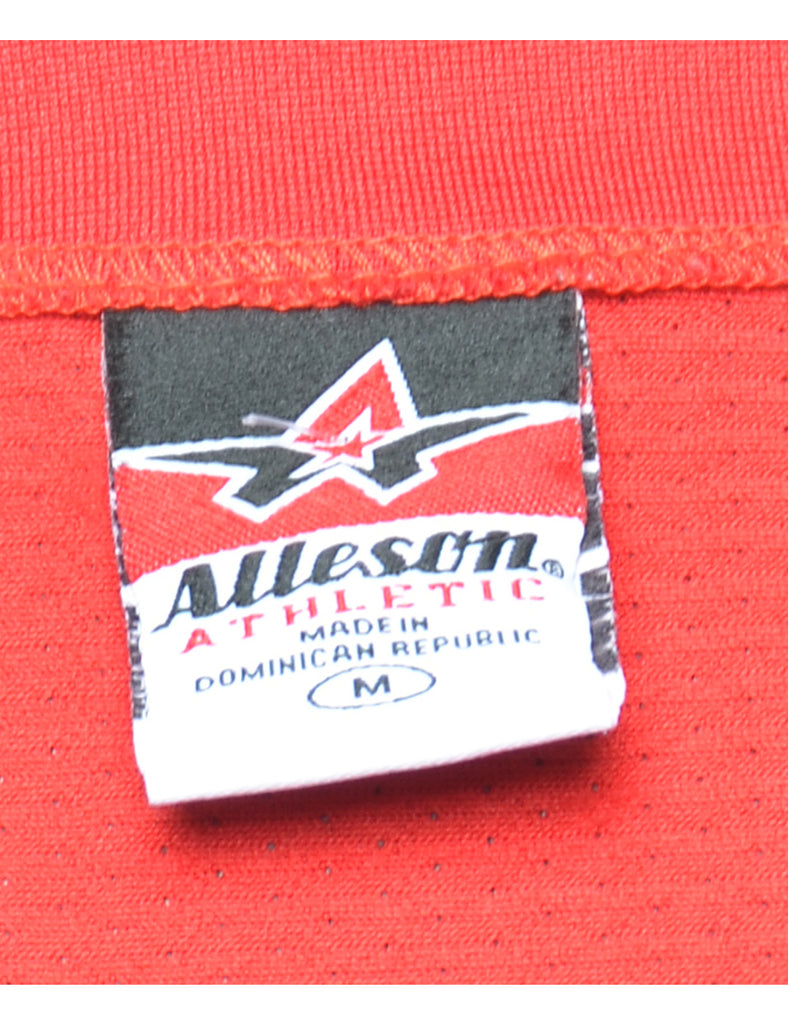 Alleson®
ATHLETIC
MADE IN
DOMINICAN REPUBLIC
M